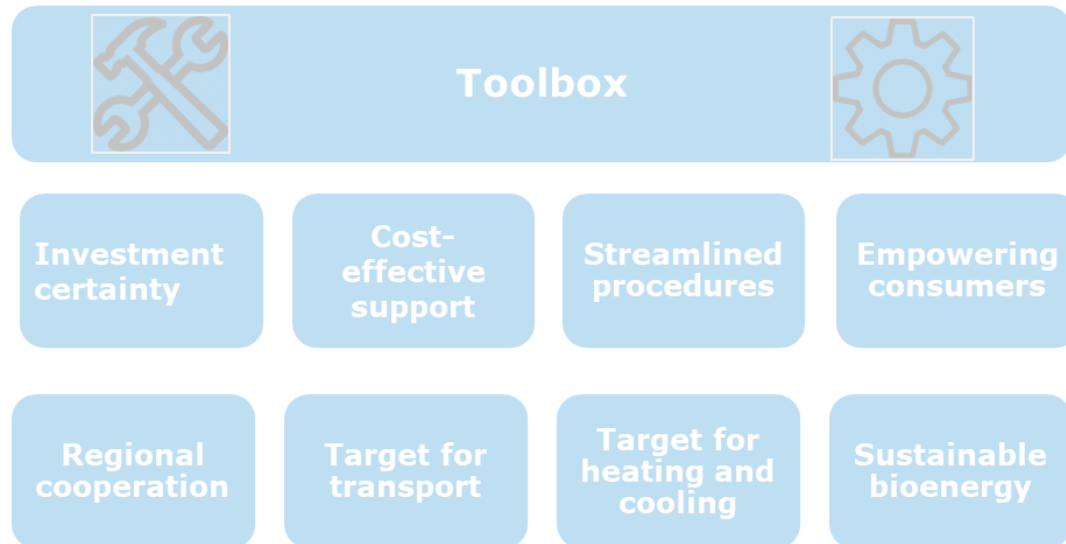 Toolbox
Investment
certainty
Cost-
effective
support
Streamlined
procedures
Empowering
consumers
Regional
cooperation
Target for
transport
Target for
heating and
cooling
Sustainable
bioenergy